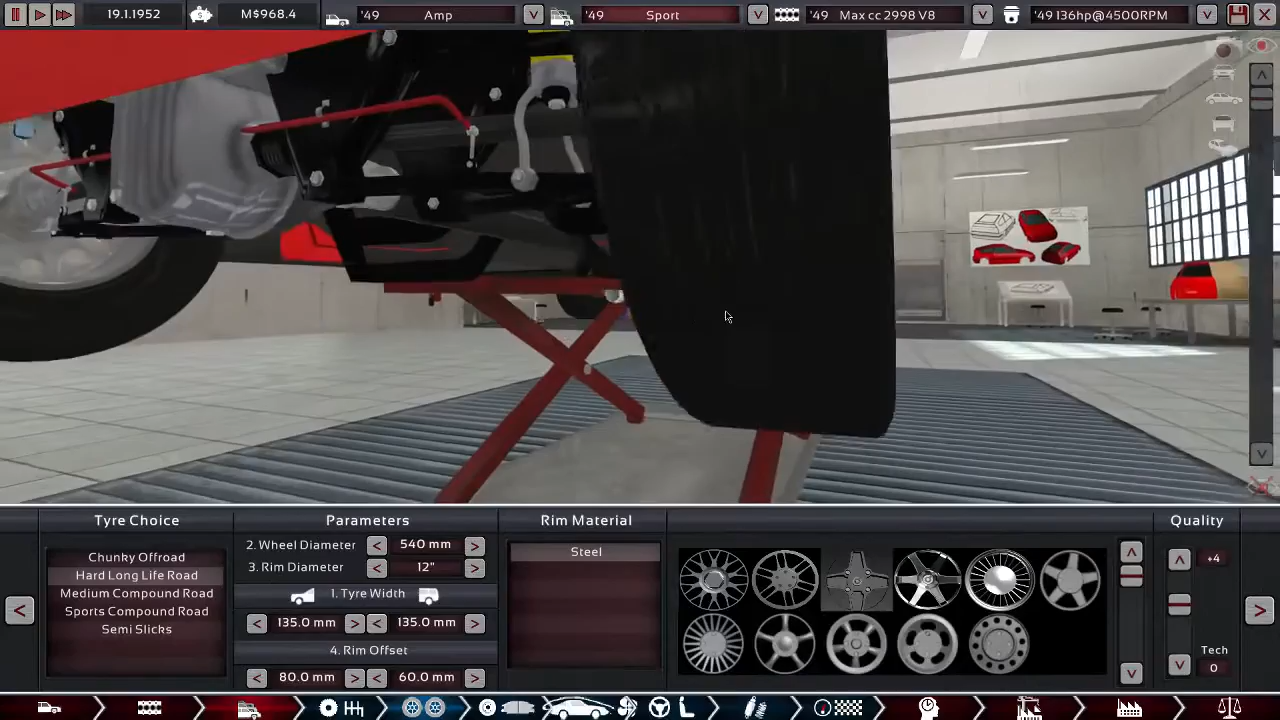 19.1.1952
M$968.4
'49 Amp
'49 Sport
'49 Max cc 2998 V8
'49 136hp@4500RPM
Tyre Choice
Chunky Offroad
Hard Long Life Road
Medium Compound Road
Sports Compound Road
Semi Slicks
Parameters
2. Wheel Diameter < 540 mm >
3. Rim Diameter < 12" >
1. Tyre Width
< 135.0 mm > < 135.0 mm >
4. Rim Offset
< 80.0 mm > < 60.0 mm >
Rim Material
Steel
Quality
+4
Tech
0